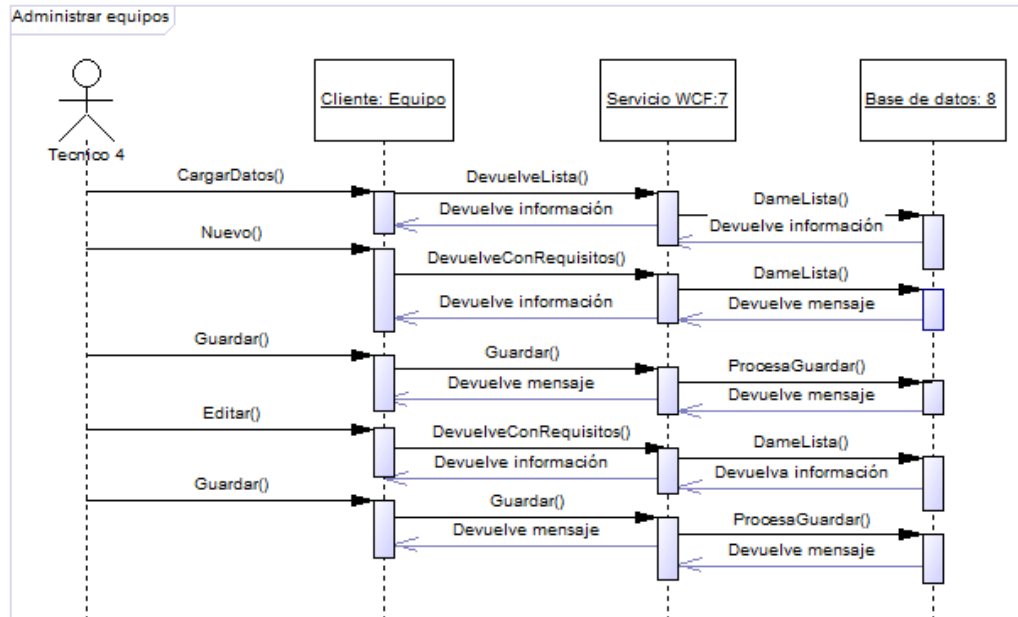 Administrar equipos
Cliente: Equipo
Servicio WCF:7
Base de datos: 8
Tecnico 4
CargarDatos()
DevuelveLista()
DameLista()
Devuelve información
Devuelve información
Nuevo()
DevuelveConRequisitos()
DameLista()
Devuelve información
Devuelve mensaje
Guardar()
Guardar()
ProcesaGuardar()
Devuelve mensaje
Devuelve mensaje
Editar()
DevuelveConRequisitos()
DameLista()
Devuelve información
Devuelva información
Guardar()
Guardar()
ProcesaGuardar()
Devuelve mensaje
Devuelve mensaje